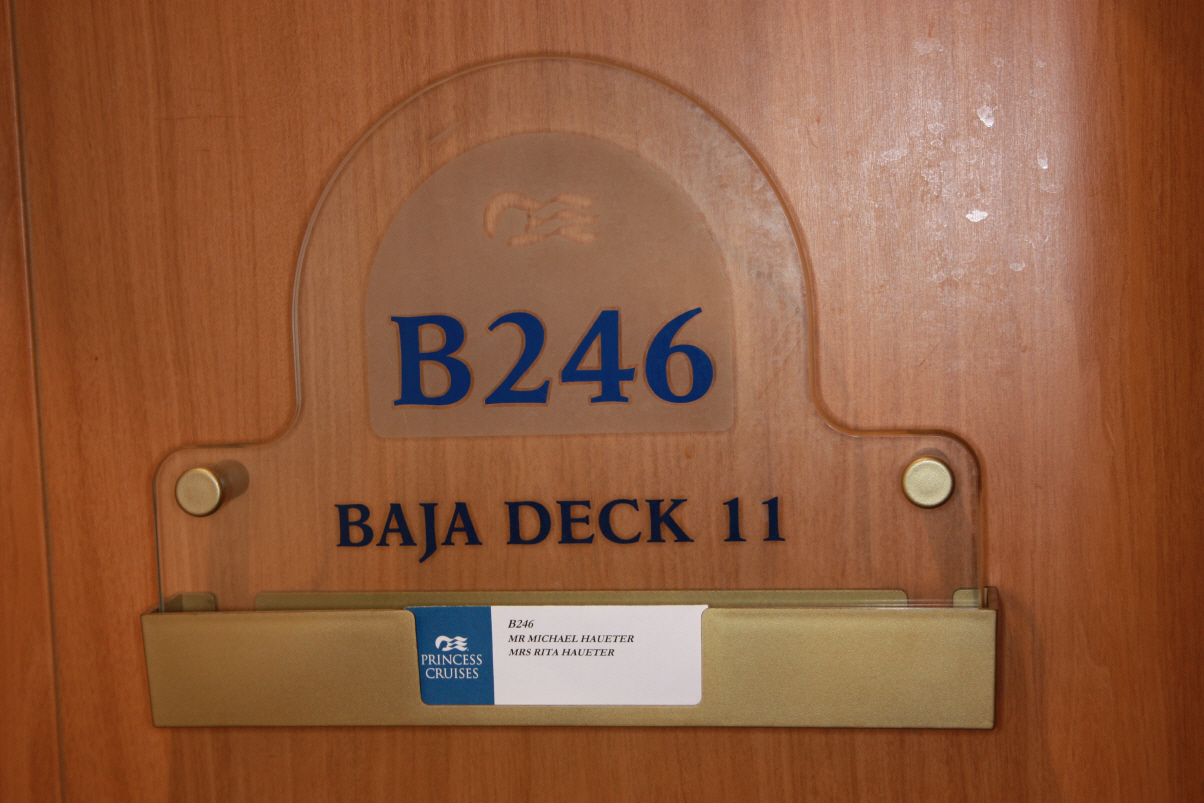 B246
BAJA DECK 11
PRINCESS
CRUISES
B246
MR MICHAEL HAUETER
MRS RITA HAUETER